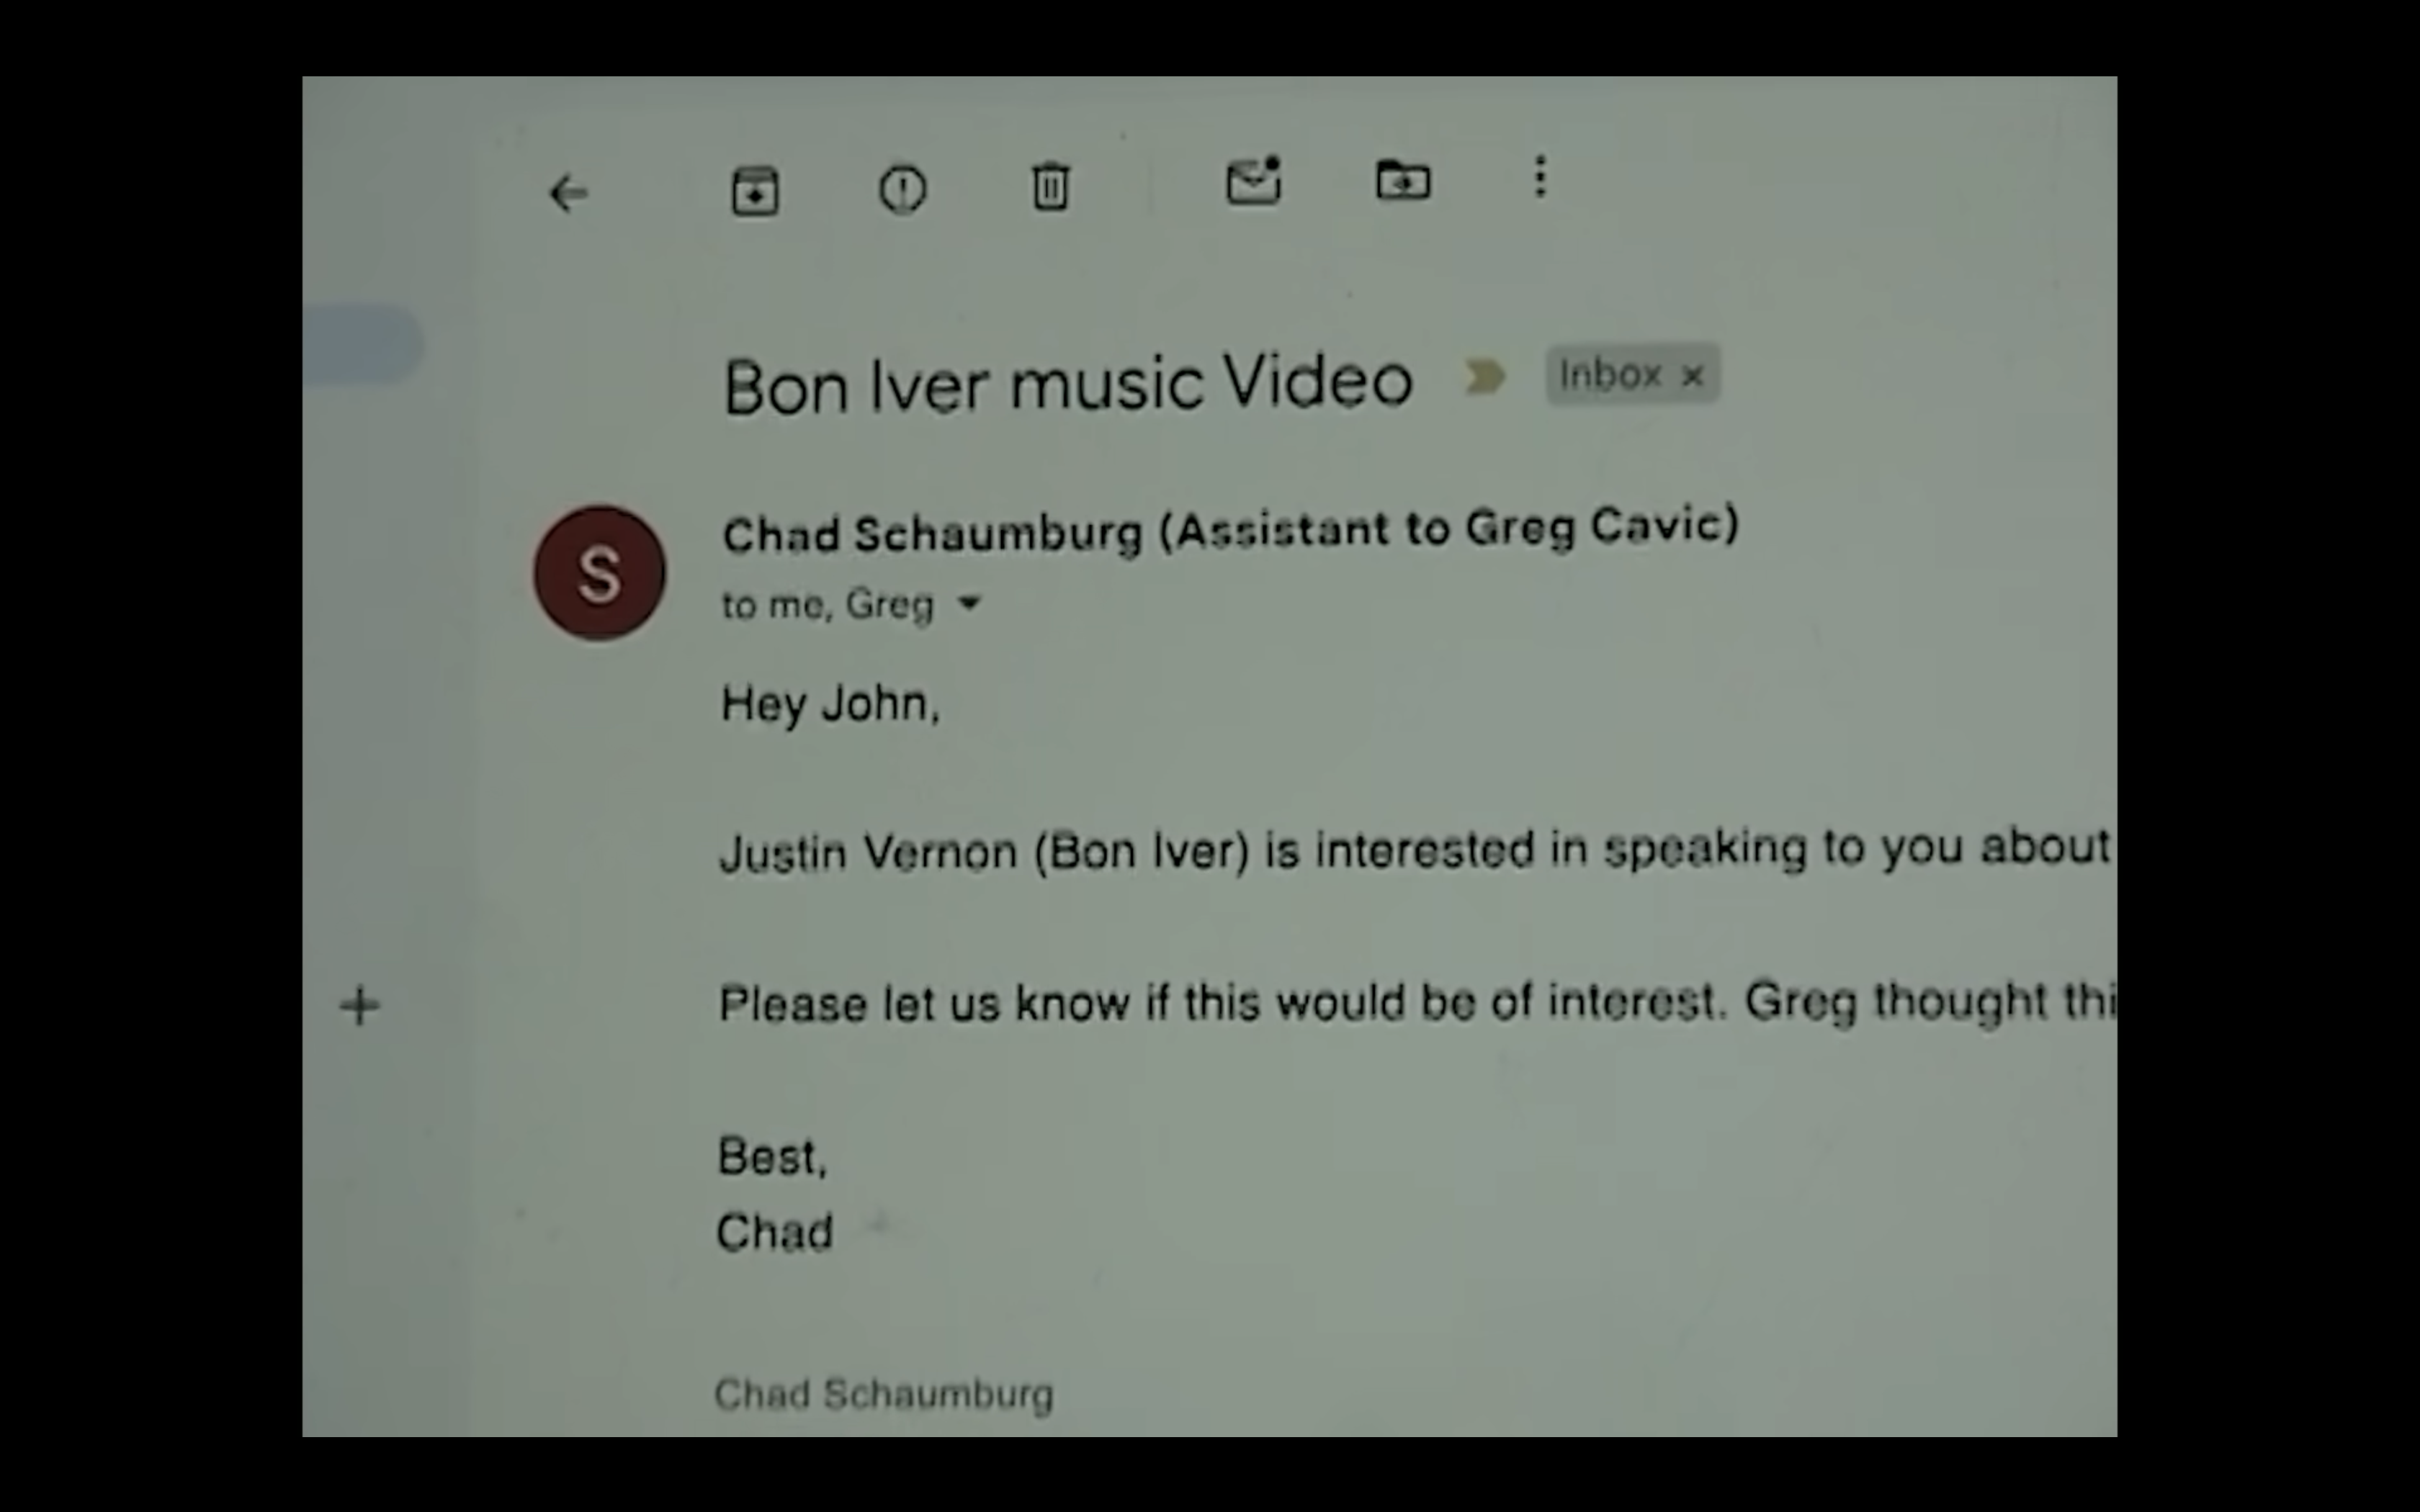 Bon Iver music Video Inbox ×
S
Chad Schaumburg (Assistant to Greg Cavic)
to me, Greg
Hey John,
Justin Vernon (Bon Iver) is interested in speaking to you about
Please let us know if this would be of interest. Greg thought thi
Best,
Chad
Chad Schaumburg